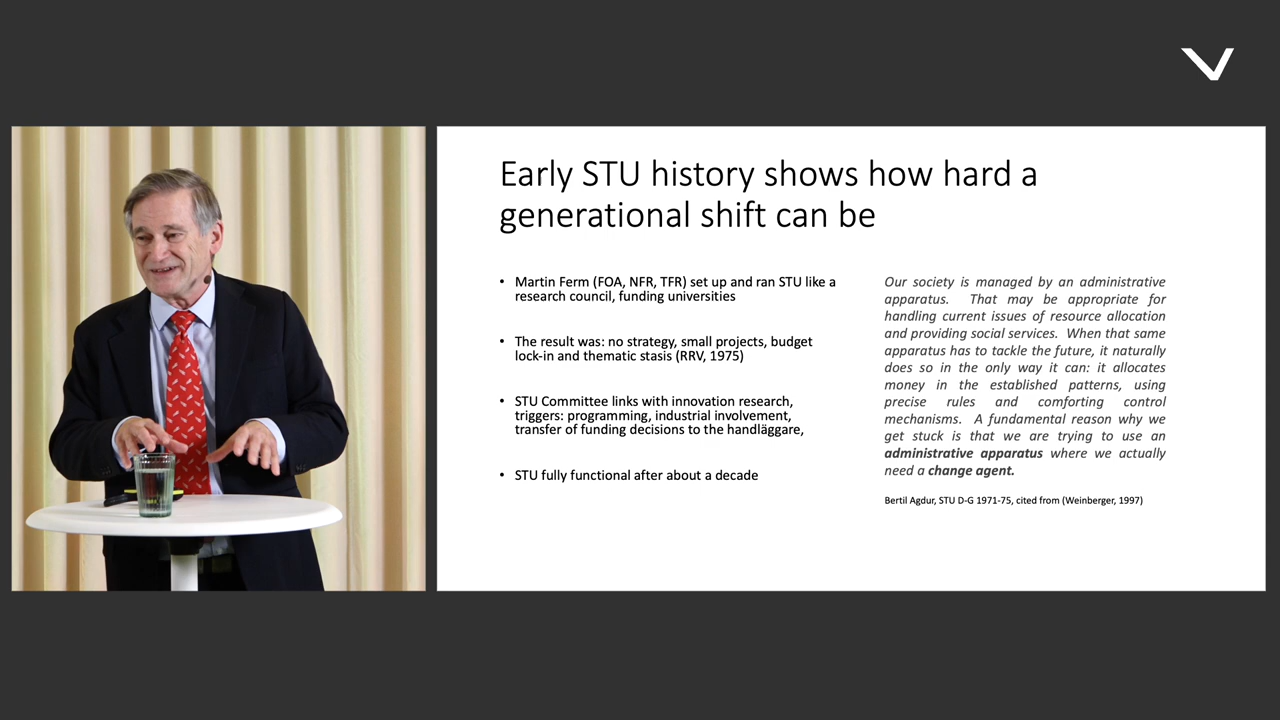 Early STU history shows how hard a
generational shift can be
• Martin Ferm (FOA, NFR, TFR) set up and ran STU like a
research council, funding universities
• The result was: no strategy, small projects, budget
lock-in and thematic stasis (RRV, 1975)
• STU Committee links with innovation research,
triggers: programming, industrial involvement,
transfer of funding decisions to the handläggare,
• STU fully functional after about a decade
Our society is managed by an administrative
apparatus. That may be appropriate for
handling current issues of resource allocation
and providing social services. When that same
apparatus has to tackle the future, it naturally
does so in the only way it can: it allocates
money in the established patterns, using
precise rules and comforting control
mechanisms. A fundamental reason why we
get stuck is that we are trying to use an
administrative apparatus where we actually
need a change agent.
Bertil Agdur, STU D-G 1971-75, cited from (Weinberger, 1997)